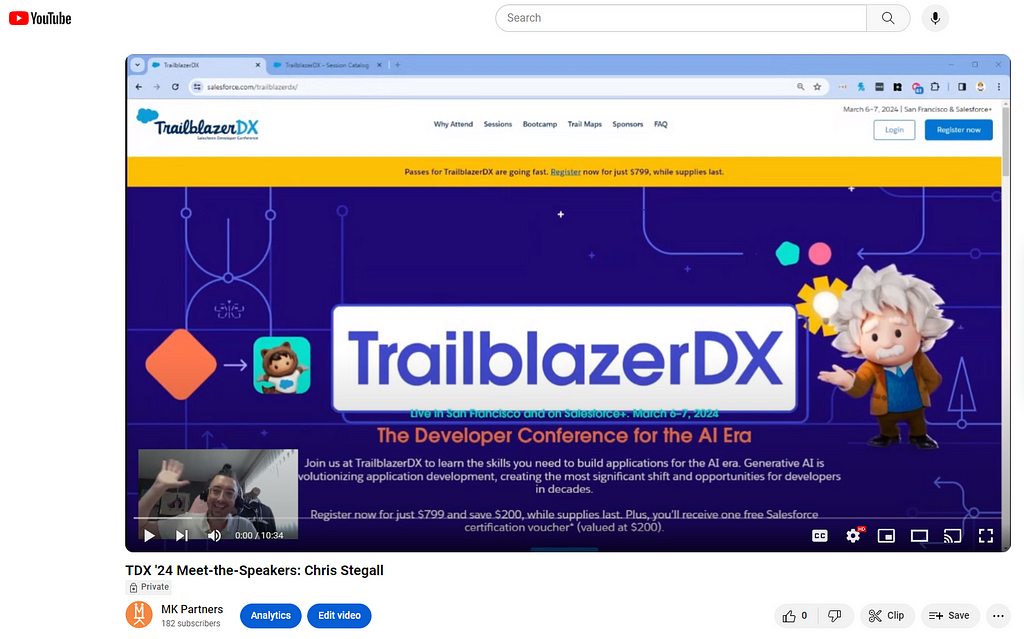 YouTube
Search
TrailblazerDX
TrailblazerDX - Session Catalog
salesforce.com/trailblazerdx/
March 6-7, 2024 | San Francisco & Salesforce+
TrailblazerDX
Salesforce Developer Conference
Why Attend Sessions Bootcamp Trail Maps Sponsors FAQ
Login
Register now
Passes for TrailblazerDX are going fast. Register now for just $799, while supplies last.
TrailblazerDX
Live in San Francisco and on Salesforce+. March 6-7, 2024
The Developer Conference for the AI Era
Join us at TrailblazerDX to learn the skills you need to build applications for the AI era. Generative AI is
volutionizing application development, creating the most significant shift and opportunities for developers
in decades.
Register now for just $799 and save $200, while supplies last. Plus, you'll receive one free Salesforce
certification voucher* (valued at $200).
0:00 / 10:34
CC
HD
TDX '24 Meet-the-Speakers: Chris Stegall
Private
MK Partners
182 subscribers
Analytics
Edit video
0
Clip
Save